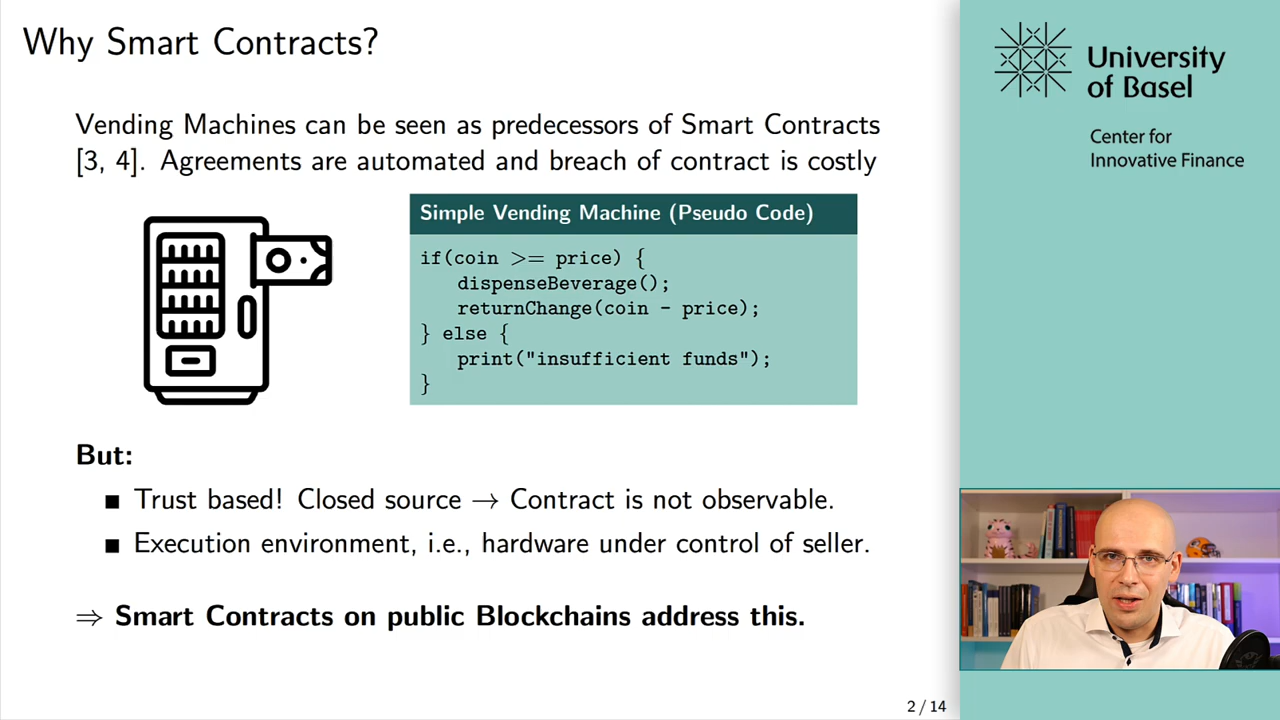 Why Smart Contracts?
Vending Machines can be seen as predecessors of Smart Contracts
[3, 4]. Agreements are automated and breach of contract is costly
Simple Vending Machine (Pseudo Code)
if(coin >= price) {
dispenseBeverage();
returnChange(coin - price);
} else {
print("insufficient funds");
}
But:
■ Trust based! Closed source → Contract is not observable.
■ Execution environment, i.e., hardware under control of seller.
⇒ Smart Contracts on public Blockchains address this.
2 / 14
University
of Basel
Center for
Innovative Finance